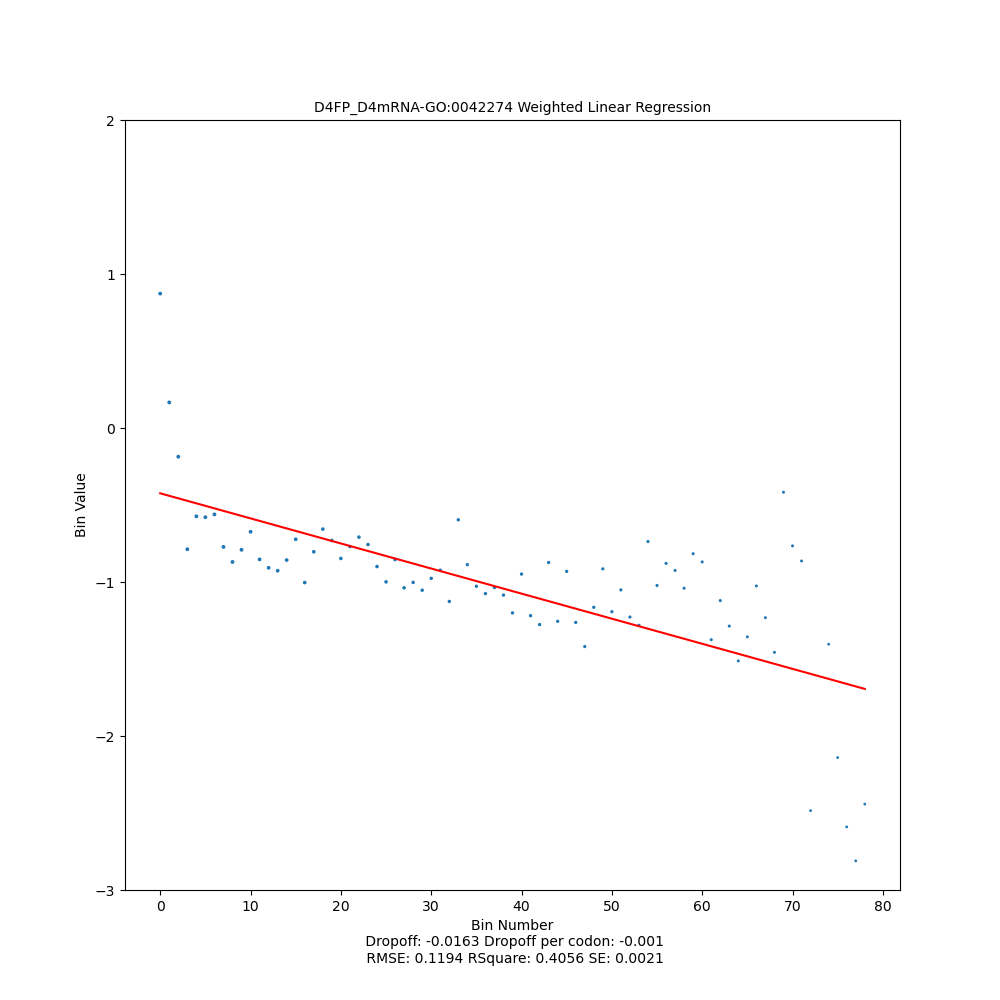 D4FP_D4mRNA-GO:0042274 Weighted Linear Regression
2
1
0
−1
−2
−3
Bin Value
0 10 20 30 40 50 60 70 80
Bin Number
Dropoff: -0.0163 Dropoff per codon: -0.001
RMSE: 0.1194 RSquare: 0.4056 SE: 0.0021